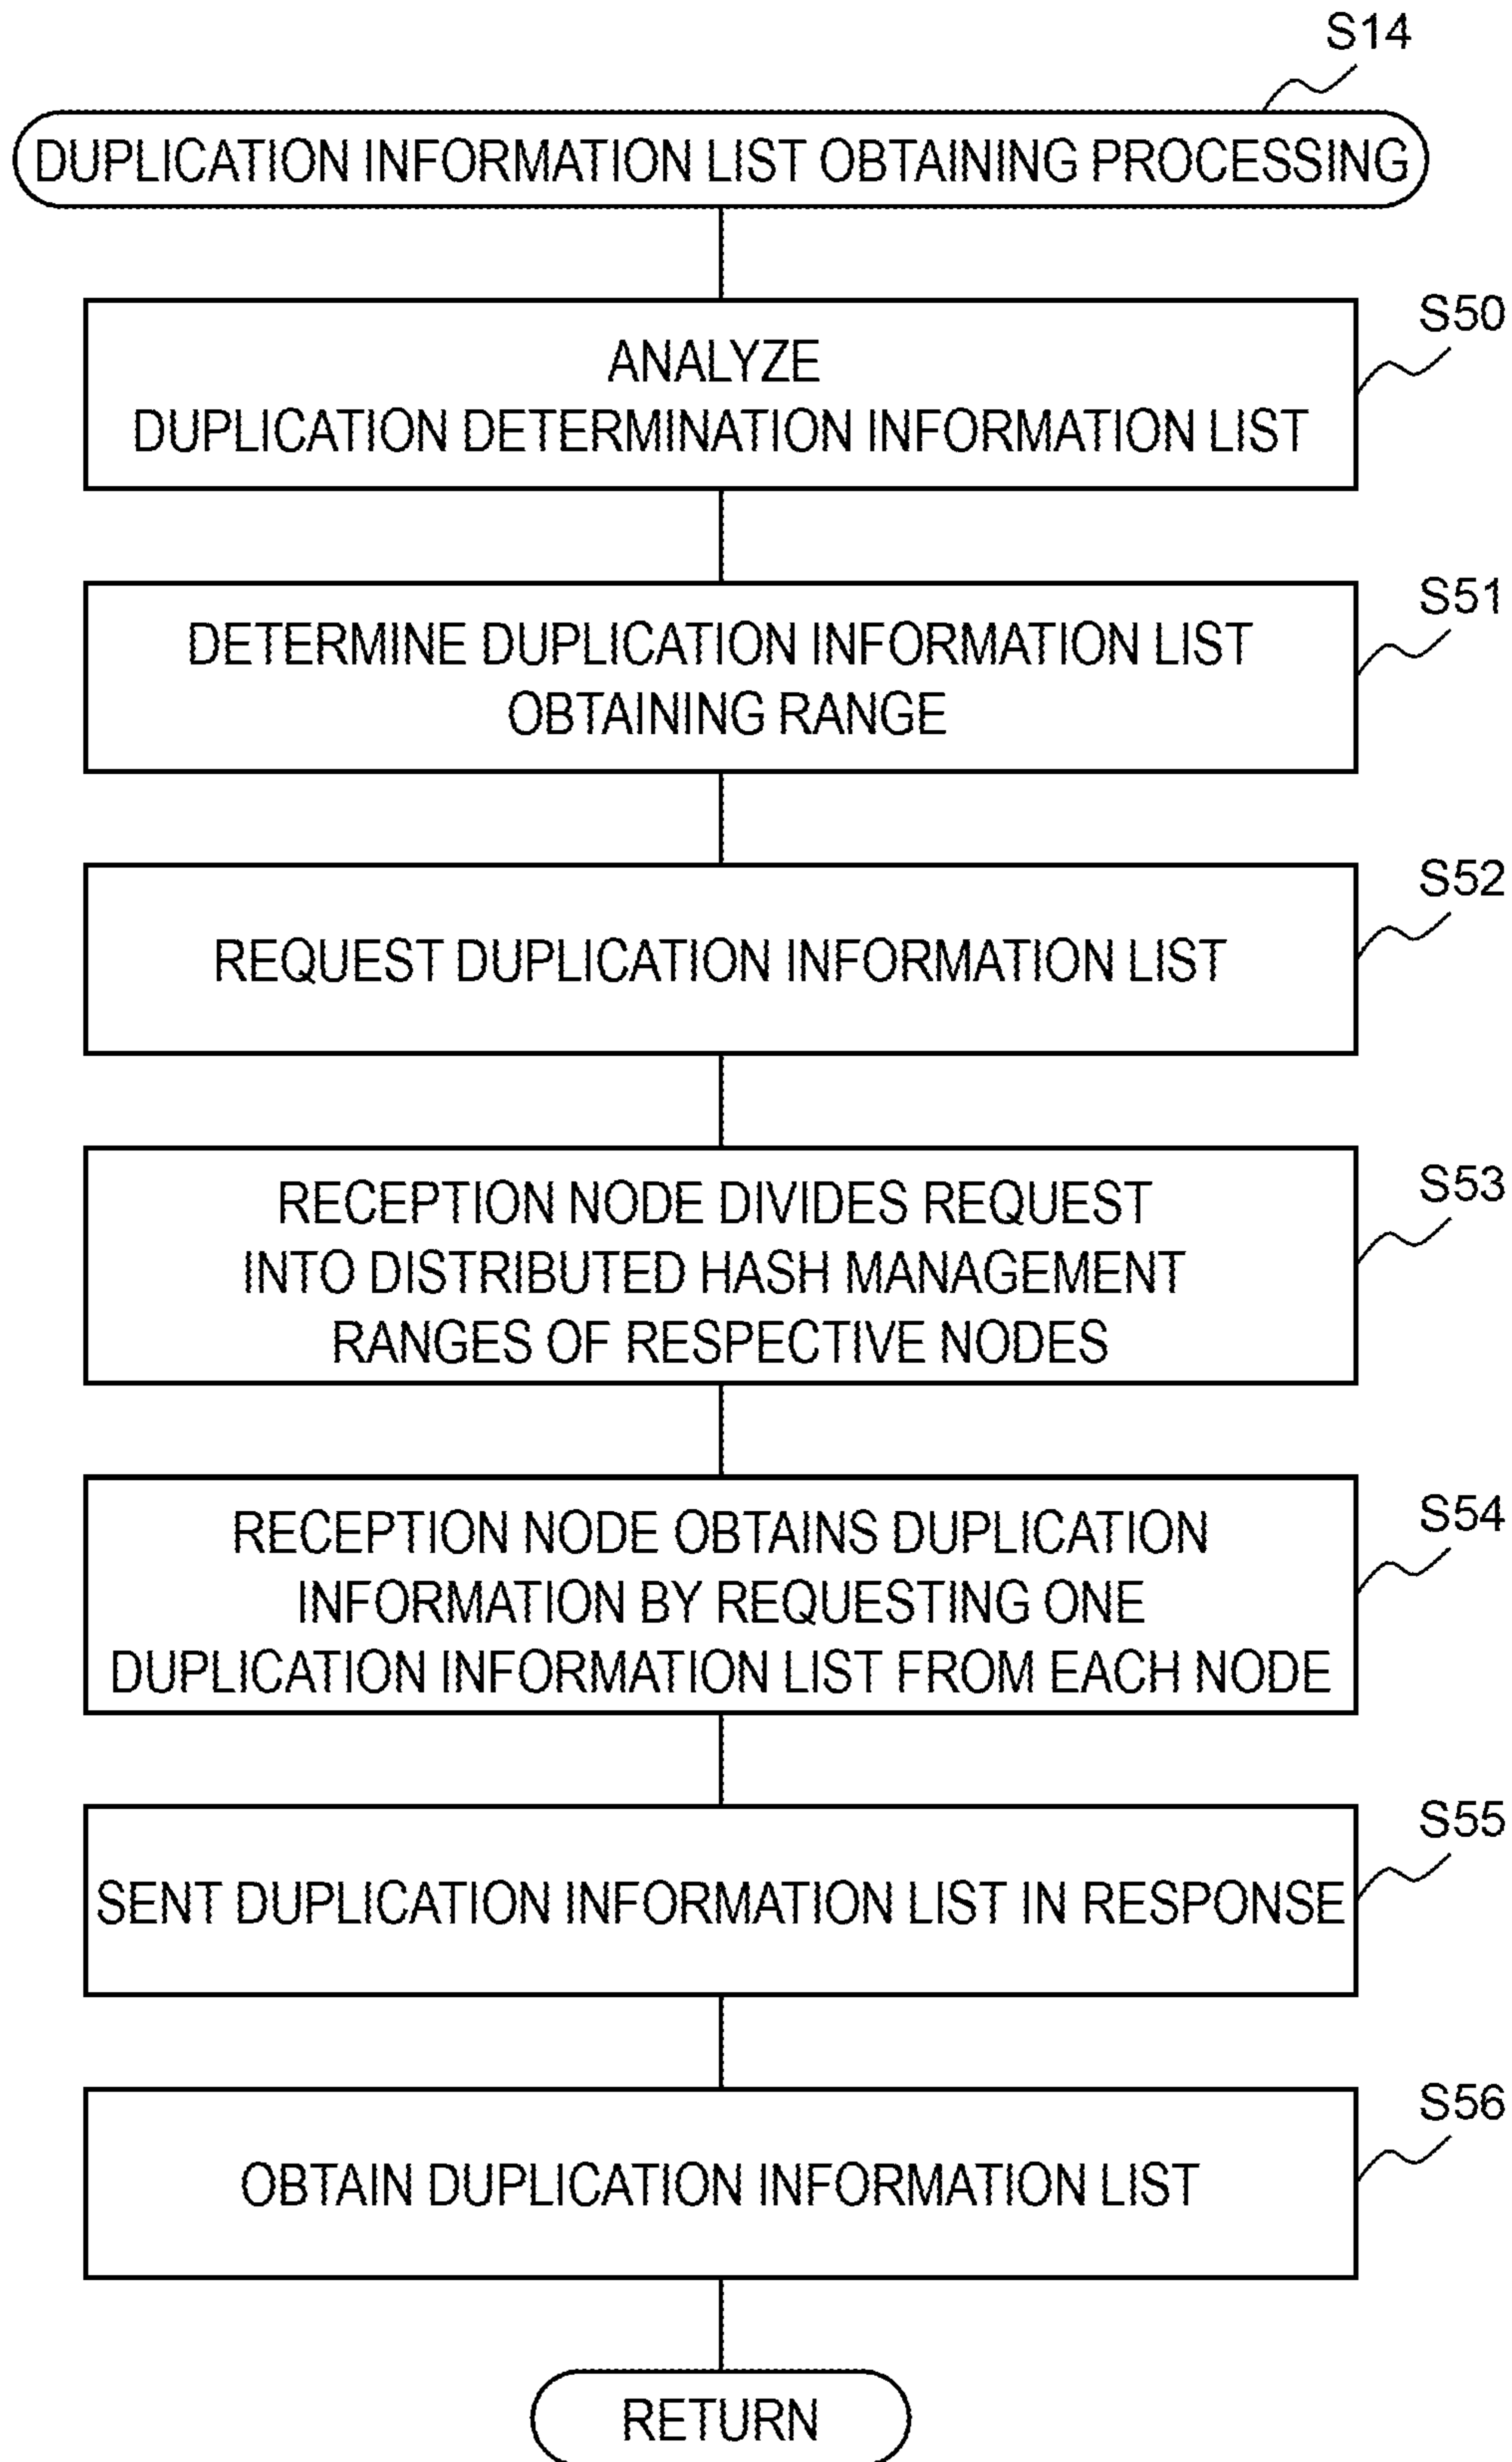 S14
DUPLICATION INFORMATION LIST OBTAINING PROCESSING
S50
ANALYZE
DUPLICATION DETERMINATION INFORMATION LIST
S51
DETERMINE DUPLICATION INFORMATION LIST
OBTAINING RANGE
S52
REQUEST DUPLICATION INFORMATION LIST
S53
RECEPTION NODE DIVIDES REQUEST
INTO DISTRIBUTED HASH MANAGEMENT
RANGES OF RESPECTIVE NODES
S54
RECEPTION NODE OBTAINS DUPLICATION
INFORMATION BY REQUESTING ONE
DUPLICATION INFORMATION LIST FROM EACH NODE
S55
SENT DUPLICATION INFORMATION LIST IN RESPONSE
S56
OBTAIN DUPLICATION INFORMATION LIST
RETURN